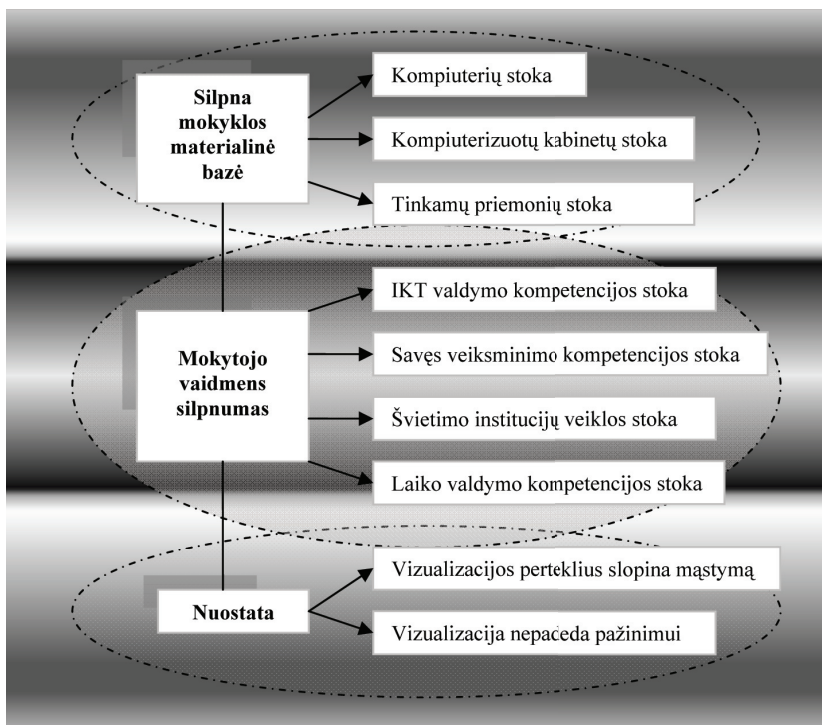 Silpna
mokyklos
materialinė
bazė
Kompiuterių stoka
Kompiuterizuotų kabinetų stoka
Tinkamų priemonių stoka
Mokytojo
vaidmens
silpnumas
IKT valdymo kompetencijos stoka
Savęs veiksminimo kompetencijos stoka
Švietimo institucijų veiklos stoka
Laiko valdymo kompetencijos stoka
Nuostata
Vizualizacijos perteklius slopina mąstymą
Vizualizacija nepadeda pažinimui